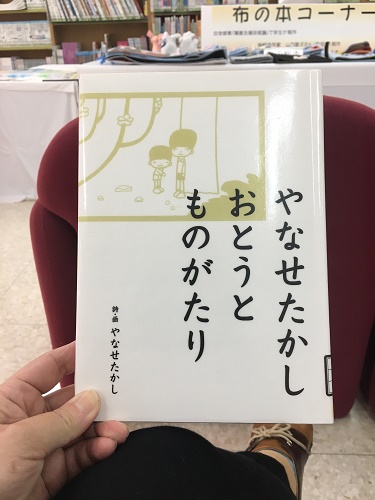 布の本コーナー
やなせたかし
おとうと
ものがたり
詩・画 やなせたかし